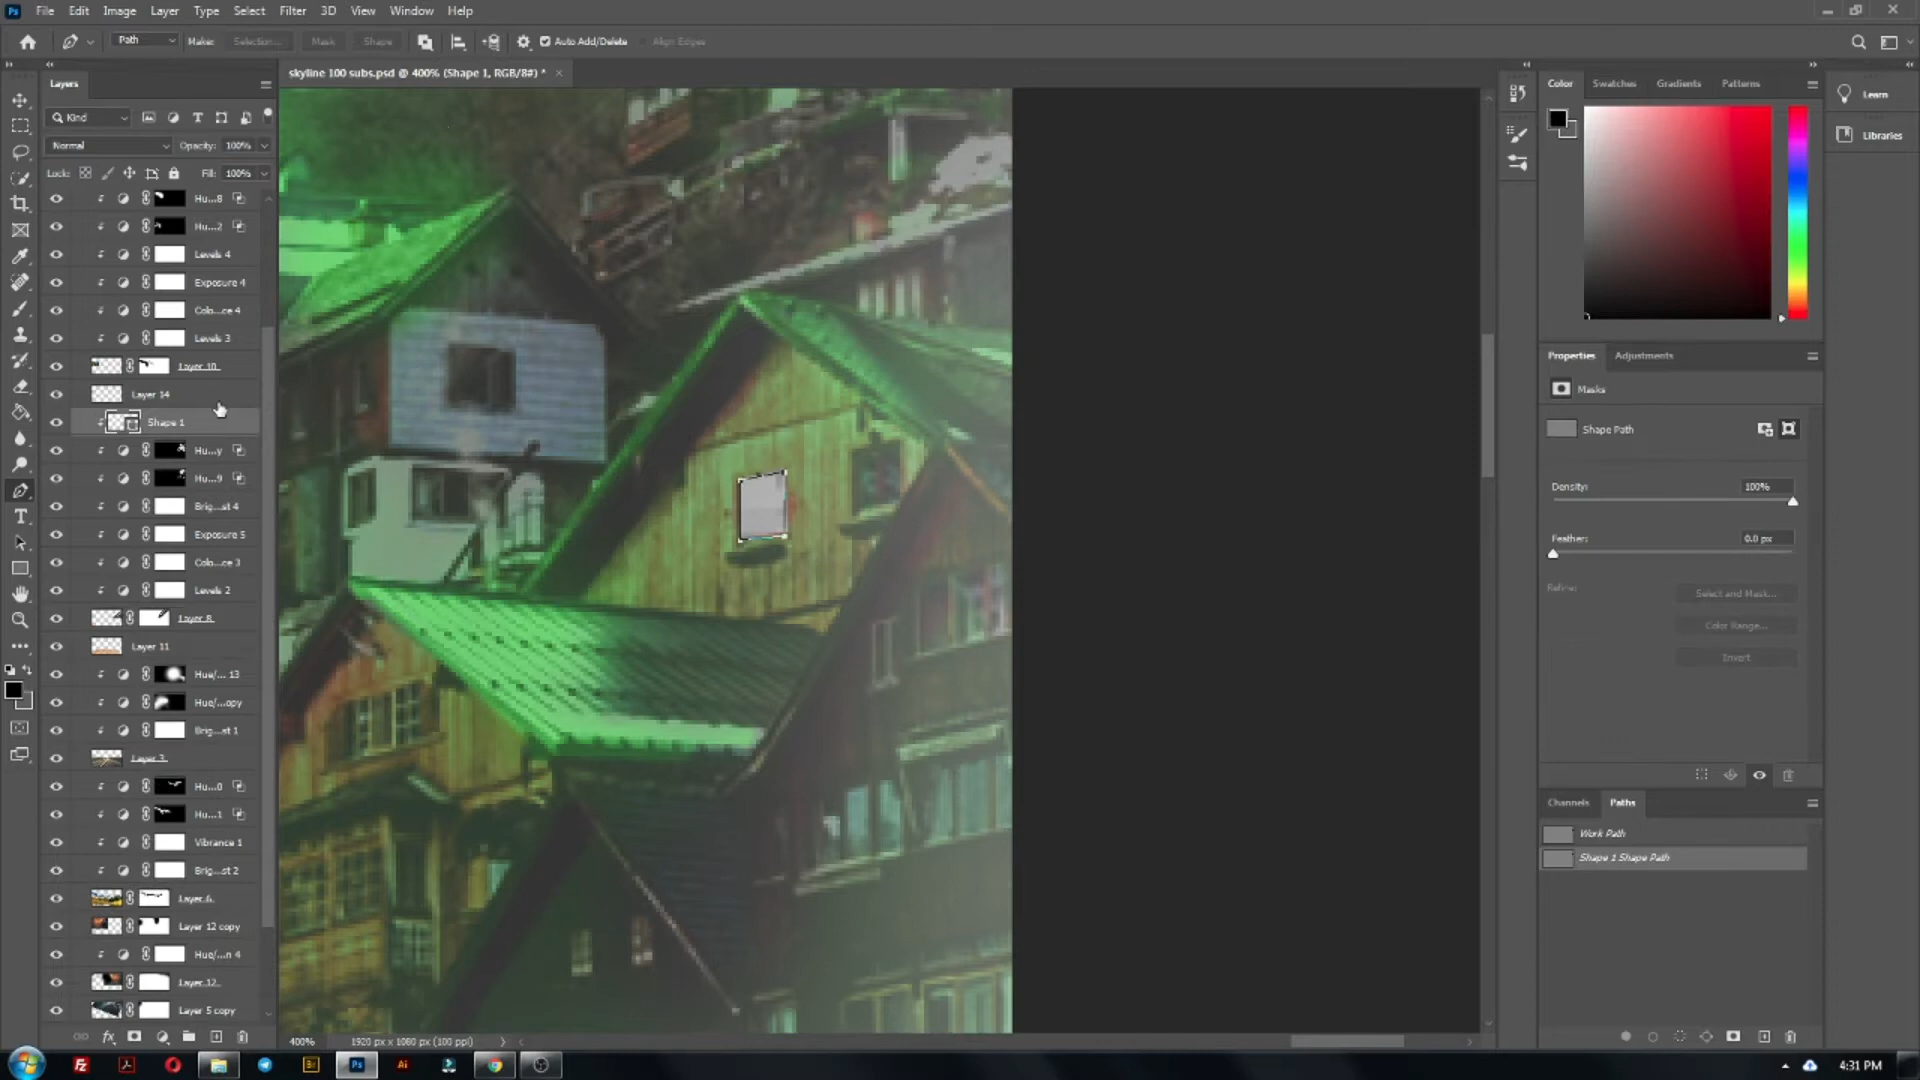 Ps File Edit Image Layer Type Select Filter 3D View Window Help
Path Make: Selection... Mask Shape Auto Add/Delete Align Edges
Layers
skyline 100 subs.psd @ 400% (Shape 1, RGB/8#) *
Kind
Normal Opacity: 100%
Lock: Fill: 100%
Hu...8
Hu...2
Levels 4
Exposure 4
Colo...ce 4
Levels 3
Layer 10
Layer 14
Shape 1
Hu...y
Hu...9
Brig...st 4
Exposure 5
Colo...ce 3
Levels 2
Layer 8
Layer 11
Hue/... 13
Hue/...opy
Brig...st 1
Layer 3
Hu...0
Hu...1
Vibrance 1
Brig...st 2
Layer 6
Layer 12 copy
Hue/...n 4
Layer 12
Layer 5 copy
fx
400% 1920 px x 1080 px (100 ppi)
Color Swatches Gradients Patterns
Learn
Libraries
Properties Adjustments
Masks
Shape Path
Density: 100%
Feather: 0.0 px
Refine: Select and Mask...
Color Range...
Invert
Channels Paths
Work Path
Shape 1 Shape Path
Fz Br Ps Ai
4:31 PM